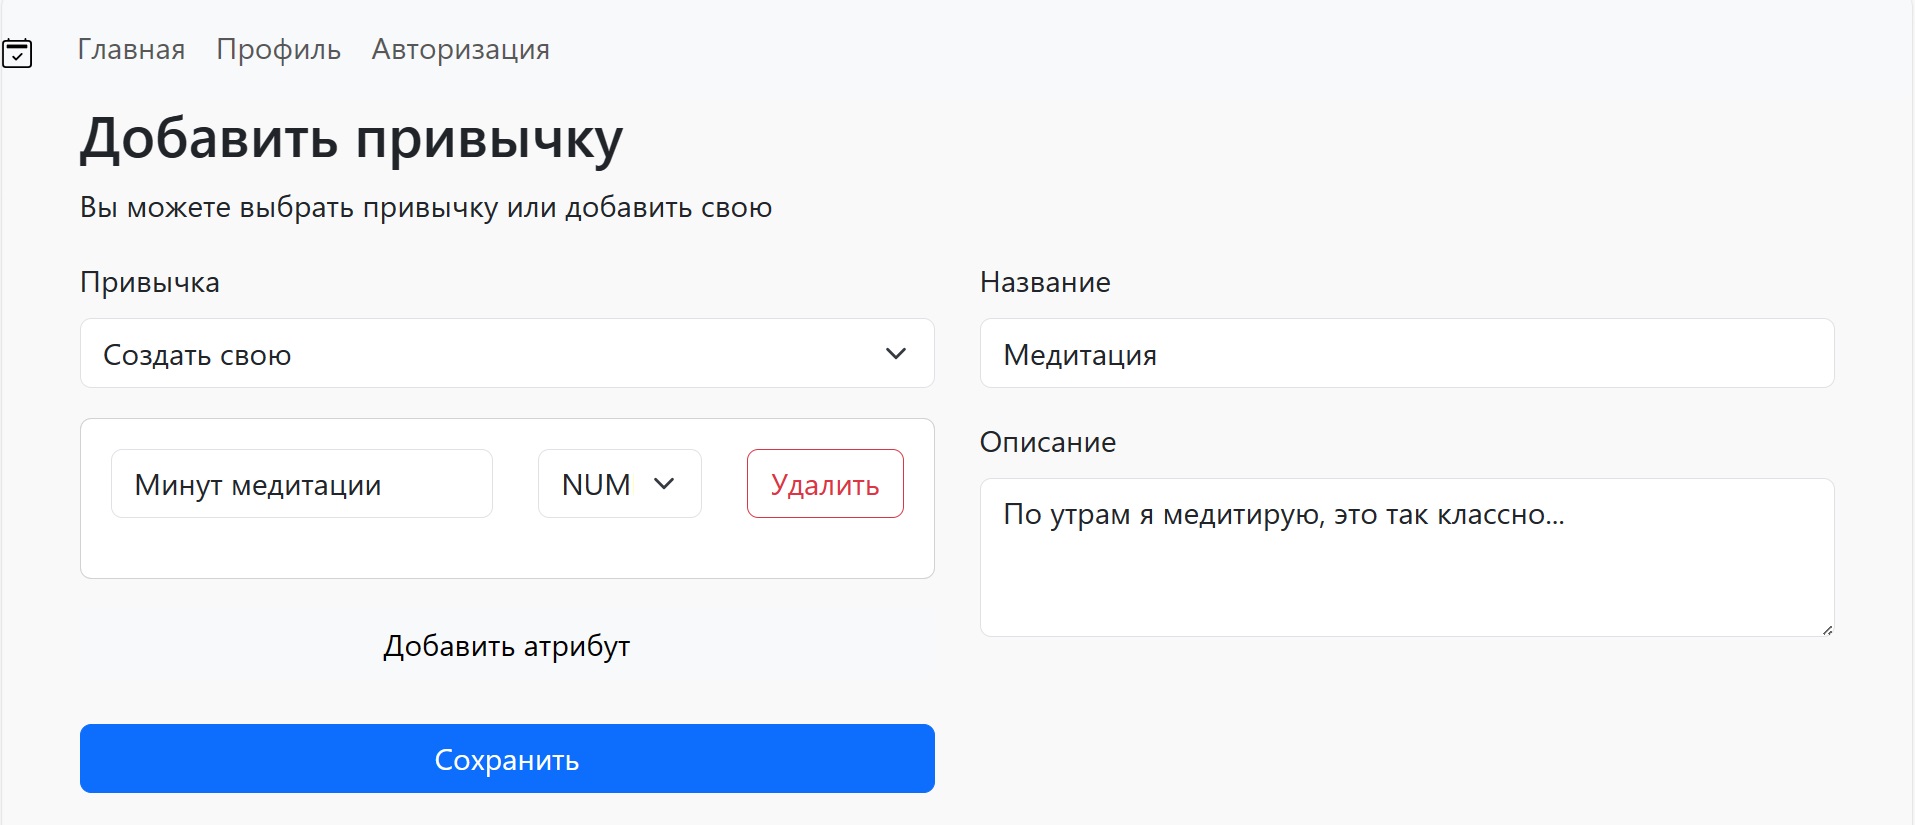 Главная Профиль Авторизация
Добавить привычку
Вы можете выбрать привычку или добавить свою
Привычка
Создать свою
Минут медитации NUM Удалить
Добавить атрибут
Сохранить
Название
Медитация
Описание
По утрам я медитирую, это так классно...